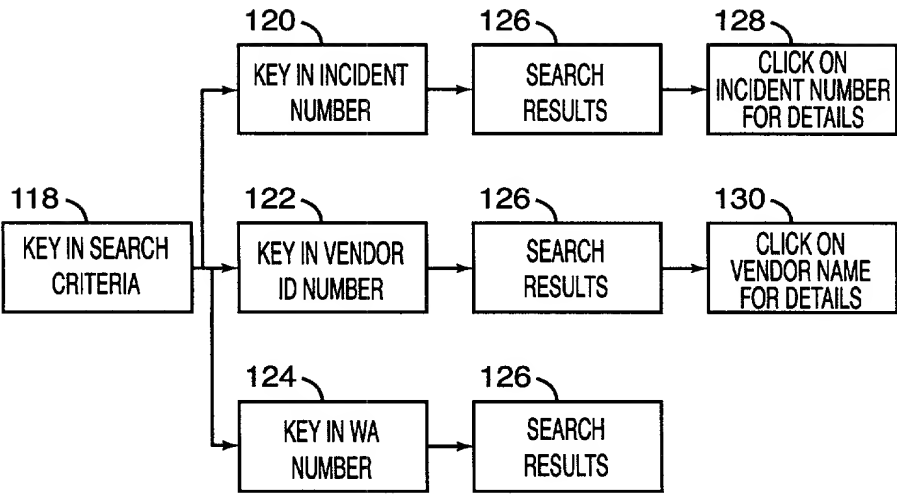 120
126
128
KEY IN INCIDENT
NUMBER
SEARCH
RESULTS
CLICK ON
INCIDENT NUMBER
FOR DETAILS
118
122
126
130
KEY IN SEARCH
CRITERIA
KEY IN VENDOR
ID NUMBER
SEARCH
RESULTS
CLICK ON
VENDOR NAME
FOR DETAILS
124
126
KEY IN WA
NUMBER
SEARCH
RESULTS